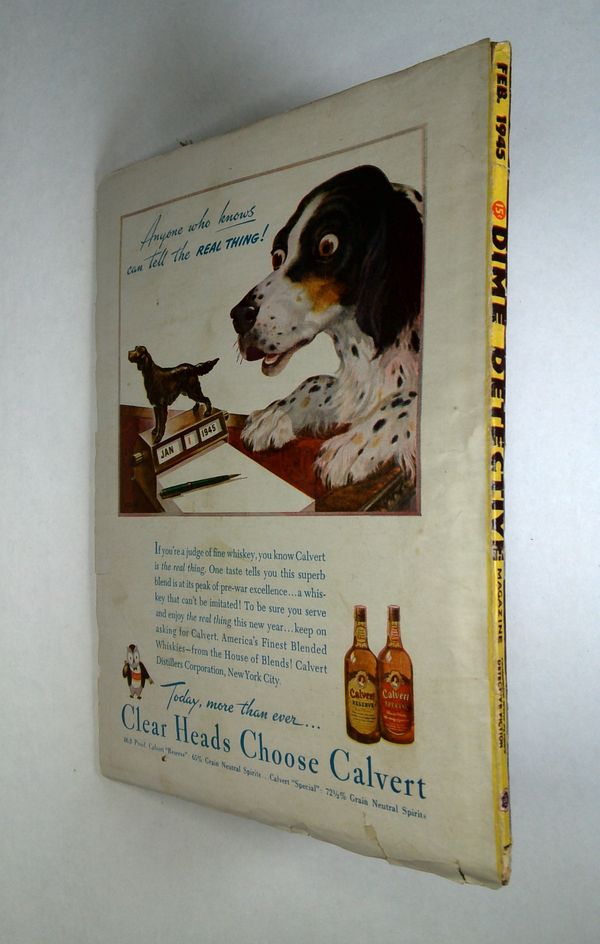 Anyone who knows
can tell the REAL THING!
JAN 1 1945
If you're a judge of fine whiskey, you know Calvert
is the real thing. One taste tells you this superb
blend is at its peak of pre-war excellence...a whis-
key that can't be imitated! To be sure you serve
and enjoy the real thing this new year...keep on
asking for Calvert. America's Finest Blended
Whiskies—from the House of Blends! Calvert
Distillers Corporation, New York City.
Calvert
RESERVE
Calvert
SPECIAL
Today, more than ever...
Clear Heads Choose Calvert
86.8 Proof. Calvert "Reserve" 65% Grain Neutral Spirits...Calvert "Special" 72½% Grain Neutral Spirits
FEB. 1945
15¢
DIME DETECTIVE
MAGAZINE
DETECTIVE FICTION